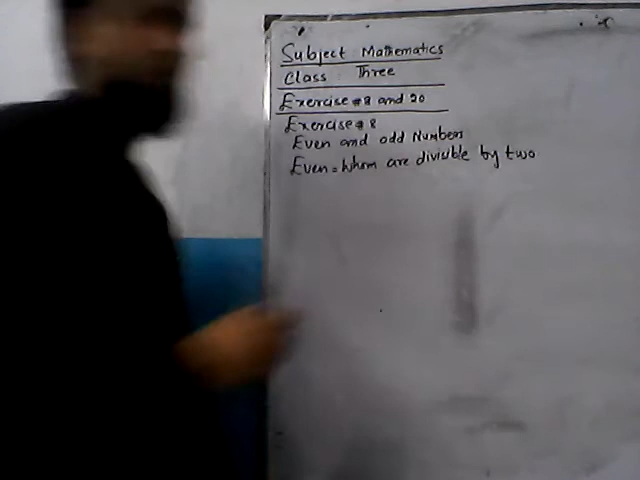 Subject Mathematics
Class : Three
Exercise # 8 and 20
Exercise # 8
Even and odd Numbers
Even = Whom are divisible by two